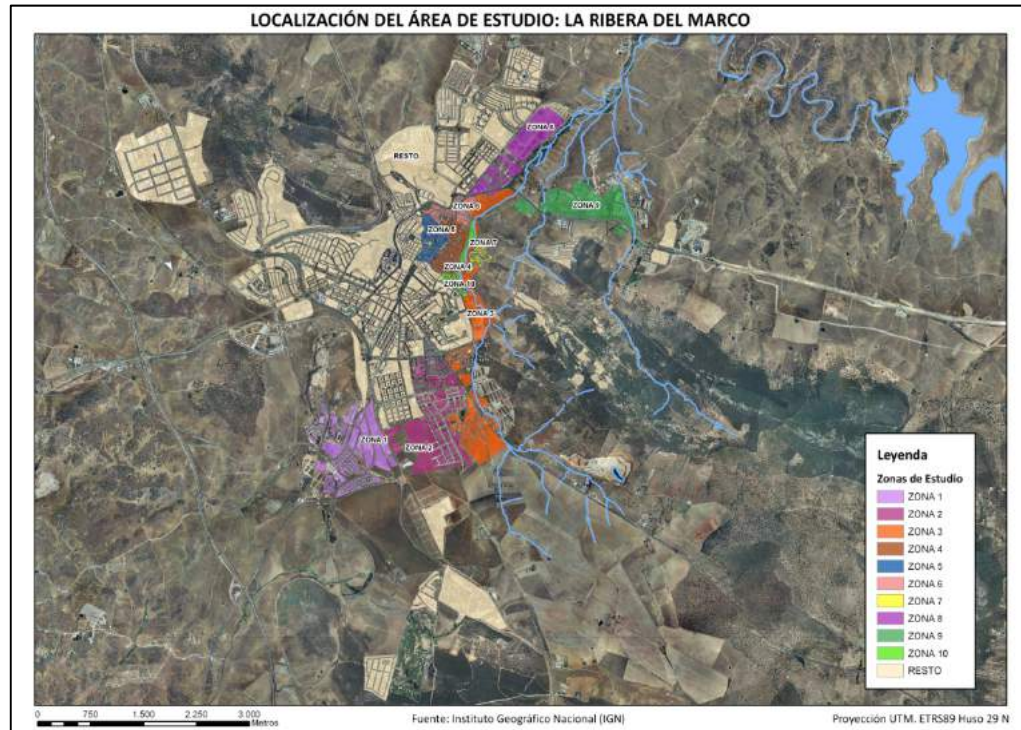 LOCALIZACIÓN DEL ÁREA DE ESTUDIO: LA RIBERA DEL MARCO
ZONA 8
RESTO
ZONA 6
ZONA 9
ZONA 5
ZONA 7
ZONA 4
ZONA 10
ZONA 3
ZONA 1
ZONA 2
Leyenda
Zonas de Estudio
ZONA 1
ZONA 2
ZONA 3
ZONA 4
ZONA 5
ZONA 6
ZONA 7
ZONA 8
ZONA 9
ZONA 10
RESTO
0 750 1.500 2.250 3.000
Metros
Fuente: Instituto Geográfico Nacional (IGN)
Proyección UTM. ETRS89 Huso 29 N